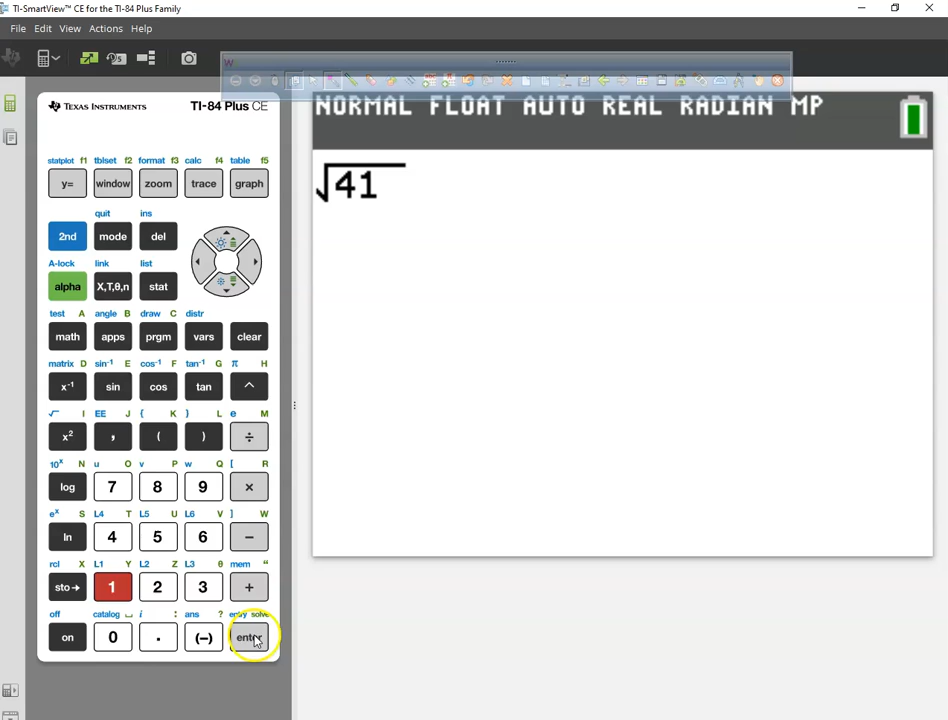 TI-SmartView™ CE for the TI-84 Plus Family
File Edit View Actions Help
W
TEXAS INSTRUMENTS TI-84 Plus CE
NORMAL FLOAT AUTO REAL RADIAN MP
√41
statplot f1 tblset f2 format f3 calc f4 table f5
y= window zoom trace graph
quit ins
2nd mode del
A-lock link list
alpha X,T,θ,n stat
test A angle B draw C distr
math apps prgm vars clear
matrix D sin⁻¹ E cos⁻¹ F tan⁻¹ G π H
x⁻¹ sin cos tan ^
√ I EE J { K } L e M
x² , ( ) ÷
10ˣ N u O v P w Q [ R
log 7 8 9 ×
eˣ S L4 T L5 U L6 V ] W
ln 4 5 6 −
rcl X L1 Y L2 Z L3 θ mem “
sto→ 1 2 3 +
off catalog ⎵ i : ans ? entry solve
on 0 . (−) enter